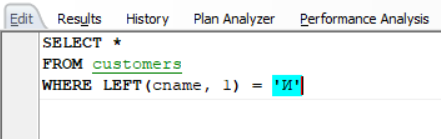 Edit Results History Plan Analyzer Performance Analysis
SELECT *
FROM customers
WHERE LEFT(cname, 1) = 'И'